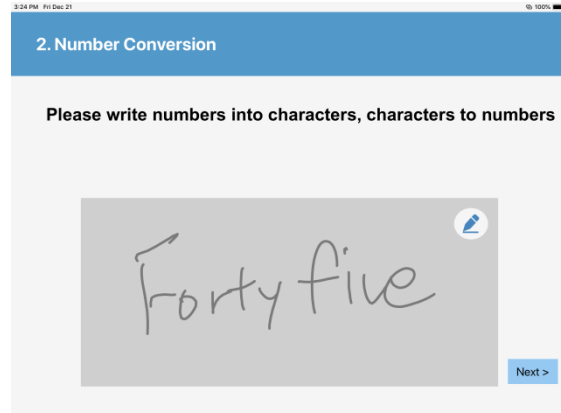 3:24 PM Fri Dec 21 100%
2. Number Conversion
Please write numbers into characters, characters to numbers
Forty five
Next >